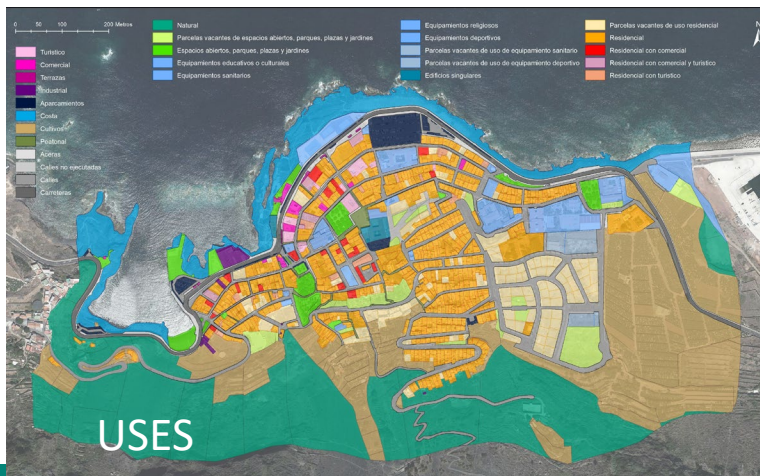 0 50 100 200 Metros
Turístico
Comercial
Terrazas
Industrial
Aparcamientos
Costa
Cultivos
Peatonal
Aceras
Calles no ejecutadas
Calles
Carreteras
Natural
Parcelas vacantes de espacios abiertos, parques, plazas y jardines
Espacios abiertos, parques, plazas y jardines
Equipamientos educativos o culturales
Equipamientos sanitarios
Equipamientos religiosos
Equipamientos deportivos
Parcelas vacantes de uso de equipamiento sanitario
Parcelas vacantes de uso de equipamiento deportivo
Edificios singulares
Parcelas vacantes de uso residencial
Residencial
Residencial con comercial
Residencial con comercial y turístico
Residencial con turístico
N
USES